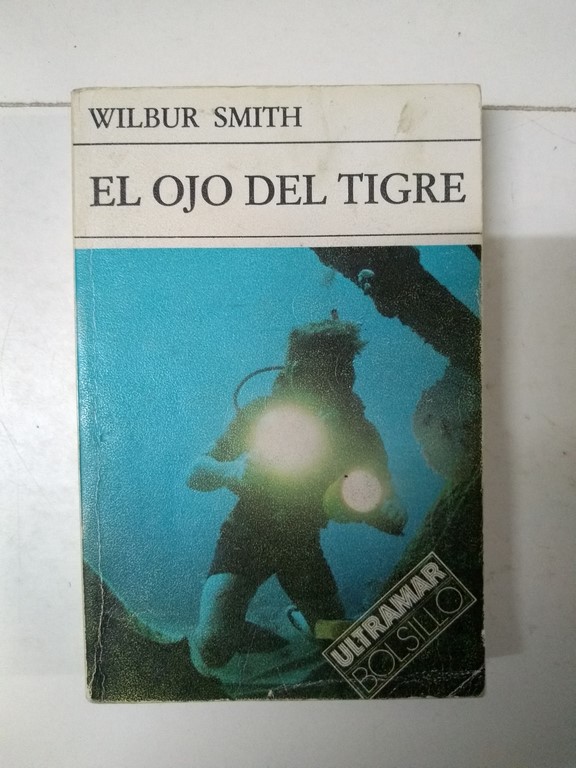 WILBUR SMITH
EL OJO DEL TIGRE
ULTRAMAR
BOLSILLO